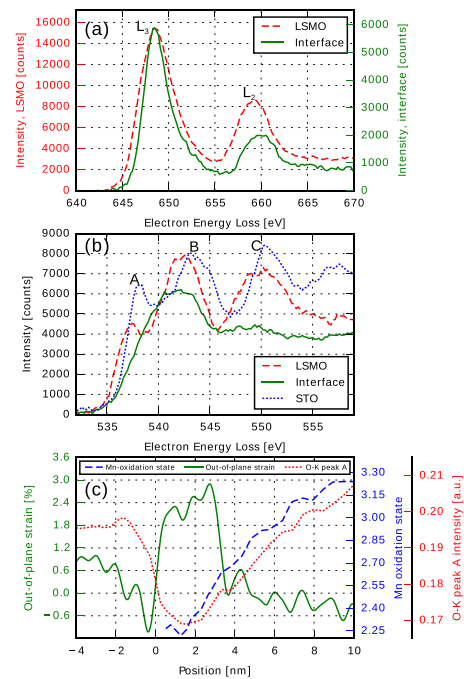 (a)
L3
L2
LSMO
Interface
16000
14000
12000
10000
8000
6000
4000
2000
0
Intensity, LSMO [counts]
6000
5000
4000
3000
2000
1000
0
Intensity, interface [counts]
640 645 650 655 660 665 670
Electron Energy Loss [eV]
(b)
A
B
C
9000
8000
7000
6000
5000
4000
3000
2000
1000
0
Intensity [counts]
LSMO
Interface
STO
535 540 545 550 555
Electron Energy Loss [eV]
Mn-oxidation state Out-of-plane strain O-K peak A
(c)
3.6
3.0
2.4
1.8
1.2
0.6
0.0
−0.6
Out-of-plane strain [%]
3.30
3.15
3.00
2.85
2.70
2.55
2.40
2.25
Mn oxidation state
0.21
0.20
0.19
0.18
0.17
O-K peak A intensity [a.u.]
−4 −2 0 2 4 6 8 10
Position [nm]